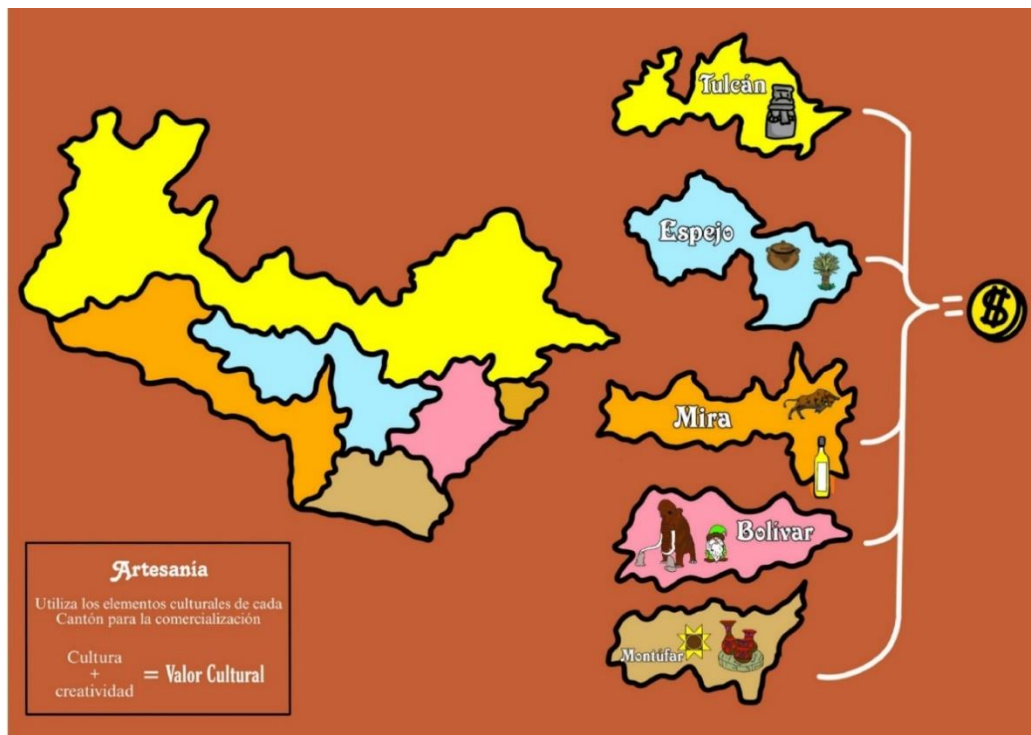 Tulcán
Espejo
Mira
Bolívar
Montúfar
= $
Artesanía
Utiliza los elementos culturales de cada
Cantón para la comercialización
Cultura
+
creatividad
= Valor Cultural